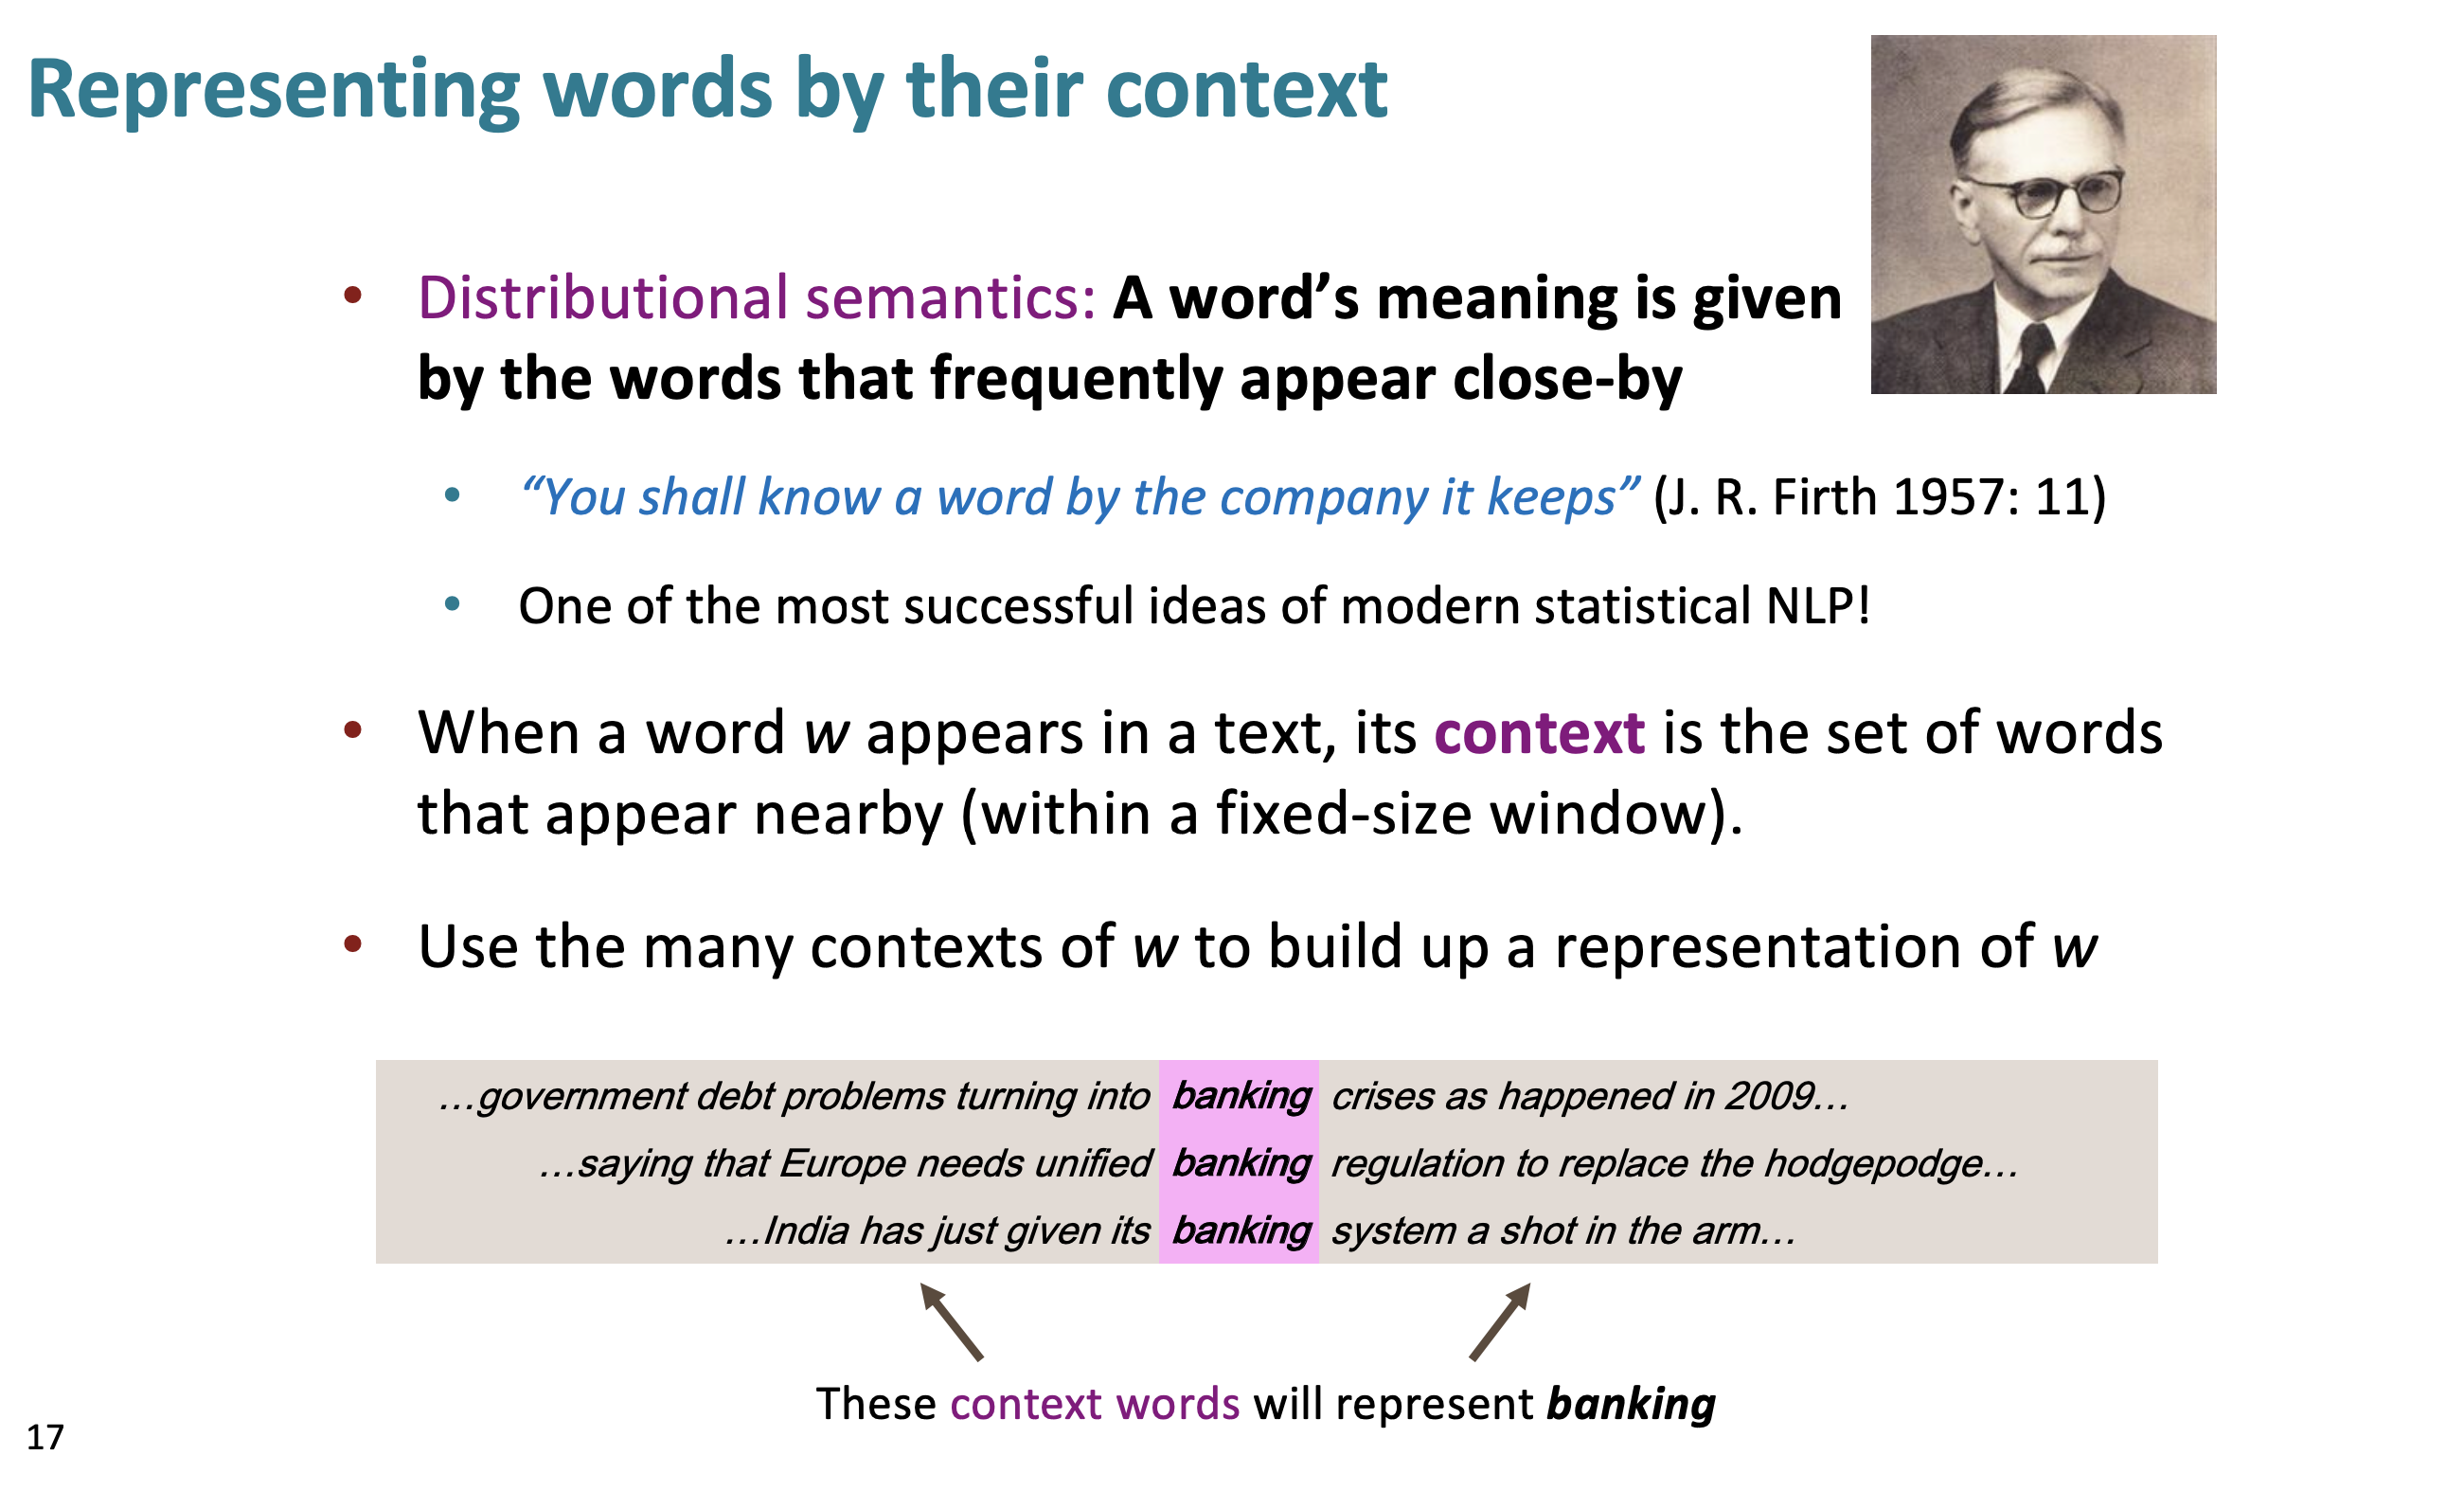 Representing words by their context
• Distributional semantics: A word’s meaning is given
by the words that frequently appear close-by
• “You shall know a word by the company it keeps” (J. R. Firth 1957: 11)
• One of the most successful ideas of modern statistical NLP!
• When a word w appears in a text, its context is the set of words
that appear nearby (within a fixed-size window).
• Use the many contexts of w to build up a representation of w
…government debt problems turning into banking crises as happened in 2009…
…saying that Europe needs unified banking regulation to replace the hodgepodge…
…India has just given its banking system a shot in the arm…
These context words will represent banking
17